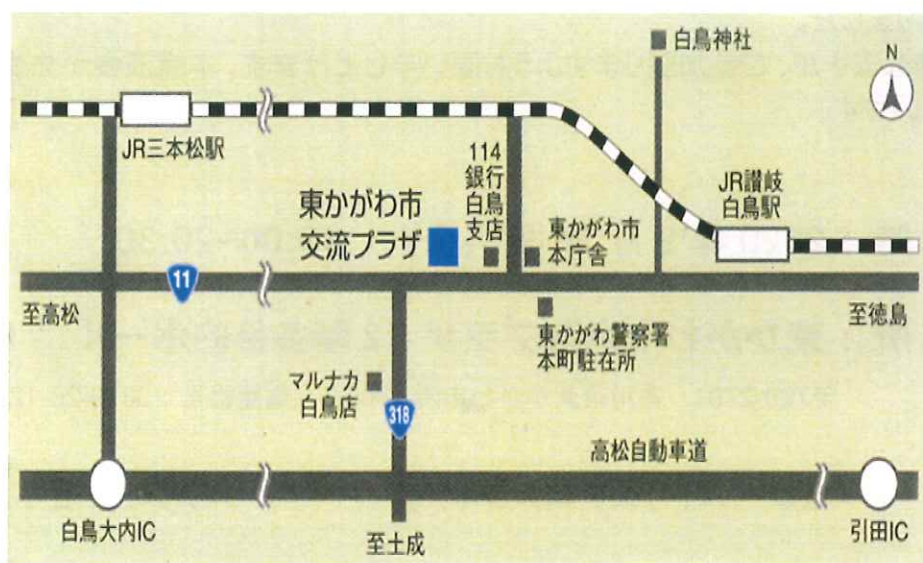 白鳥神社
N
JR三本松駅
114
銀行
白鳥
支店
JR讃岐
白鳥駅
東かがわ市
交流プラザ
東かがわ市
本庁舎
11
至高松
至徳島
東かがわ警察署
本町駐在所
マルナカ
白鳥店
318
高松自動車道
白鳥大内IC
至土成
引田IC